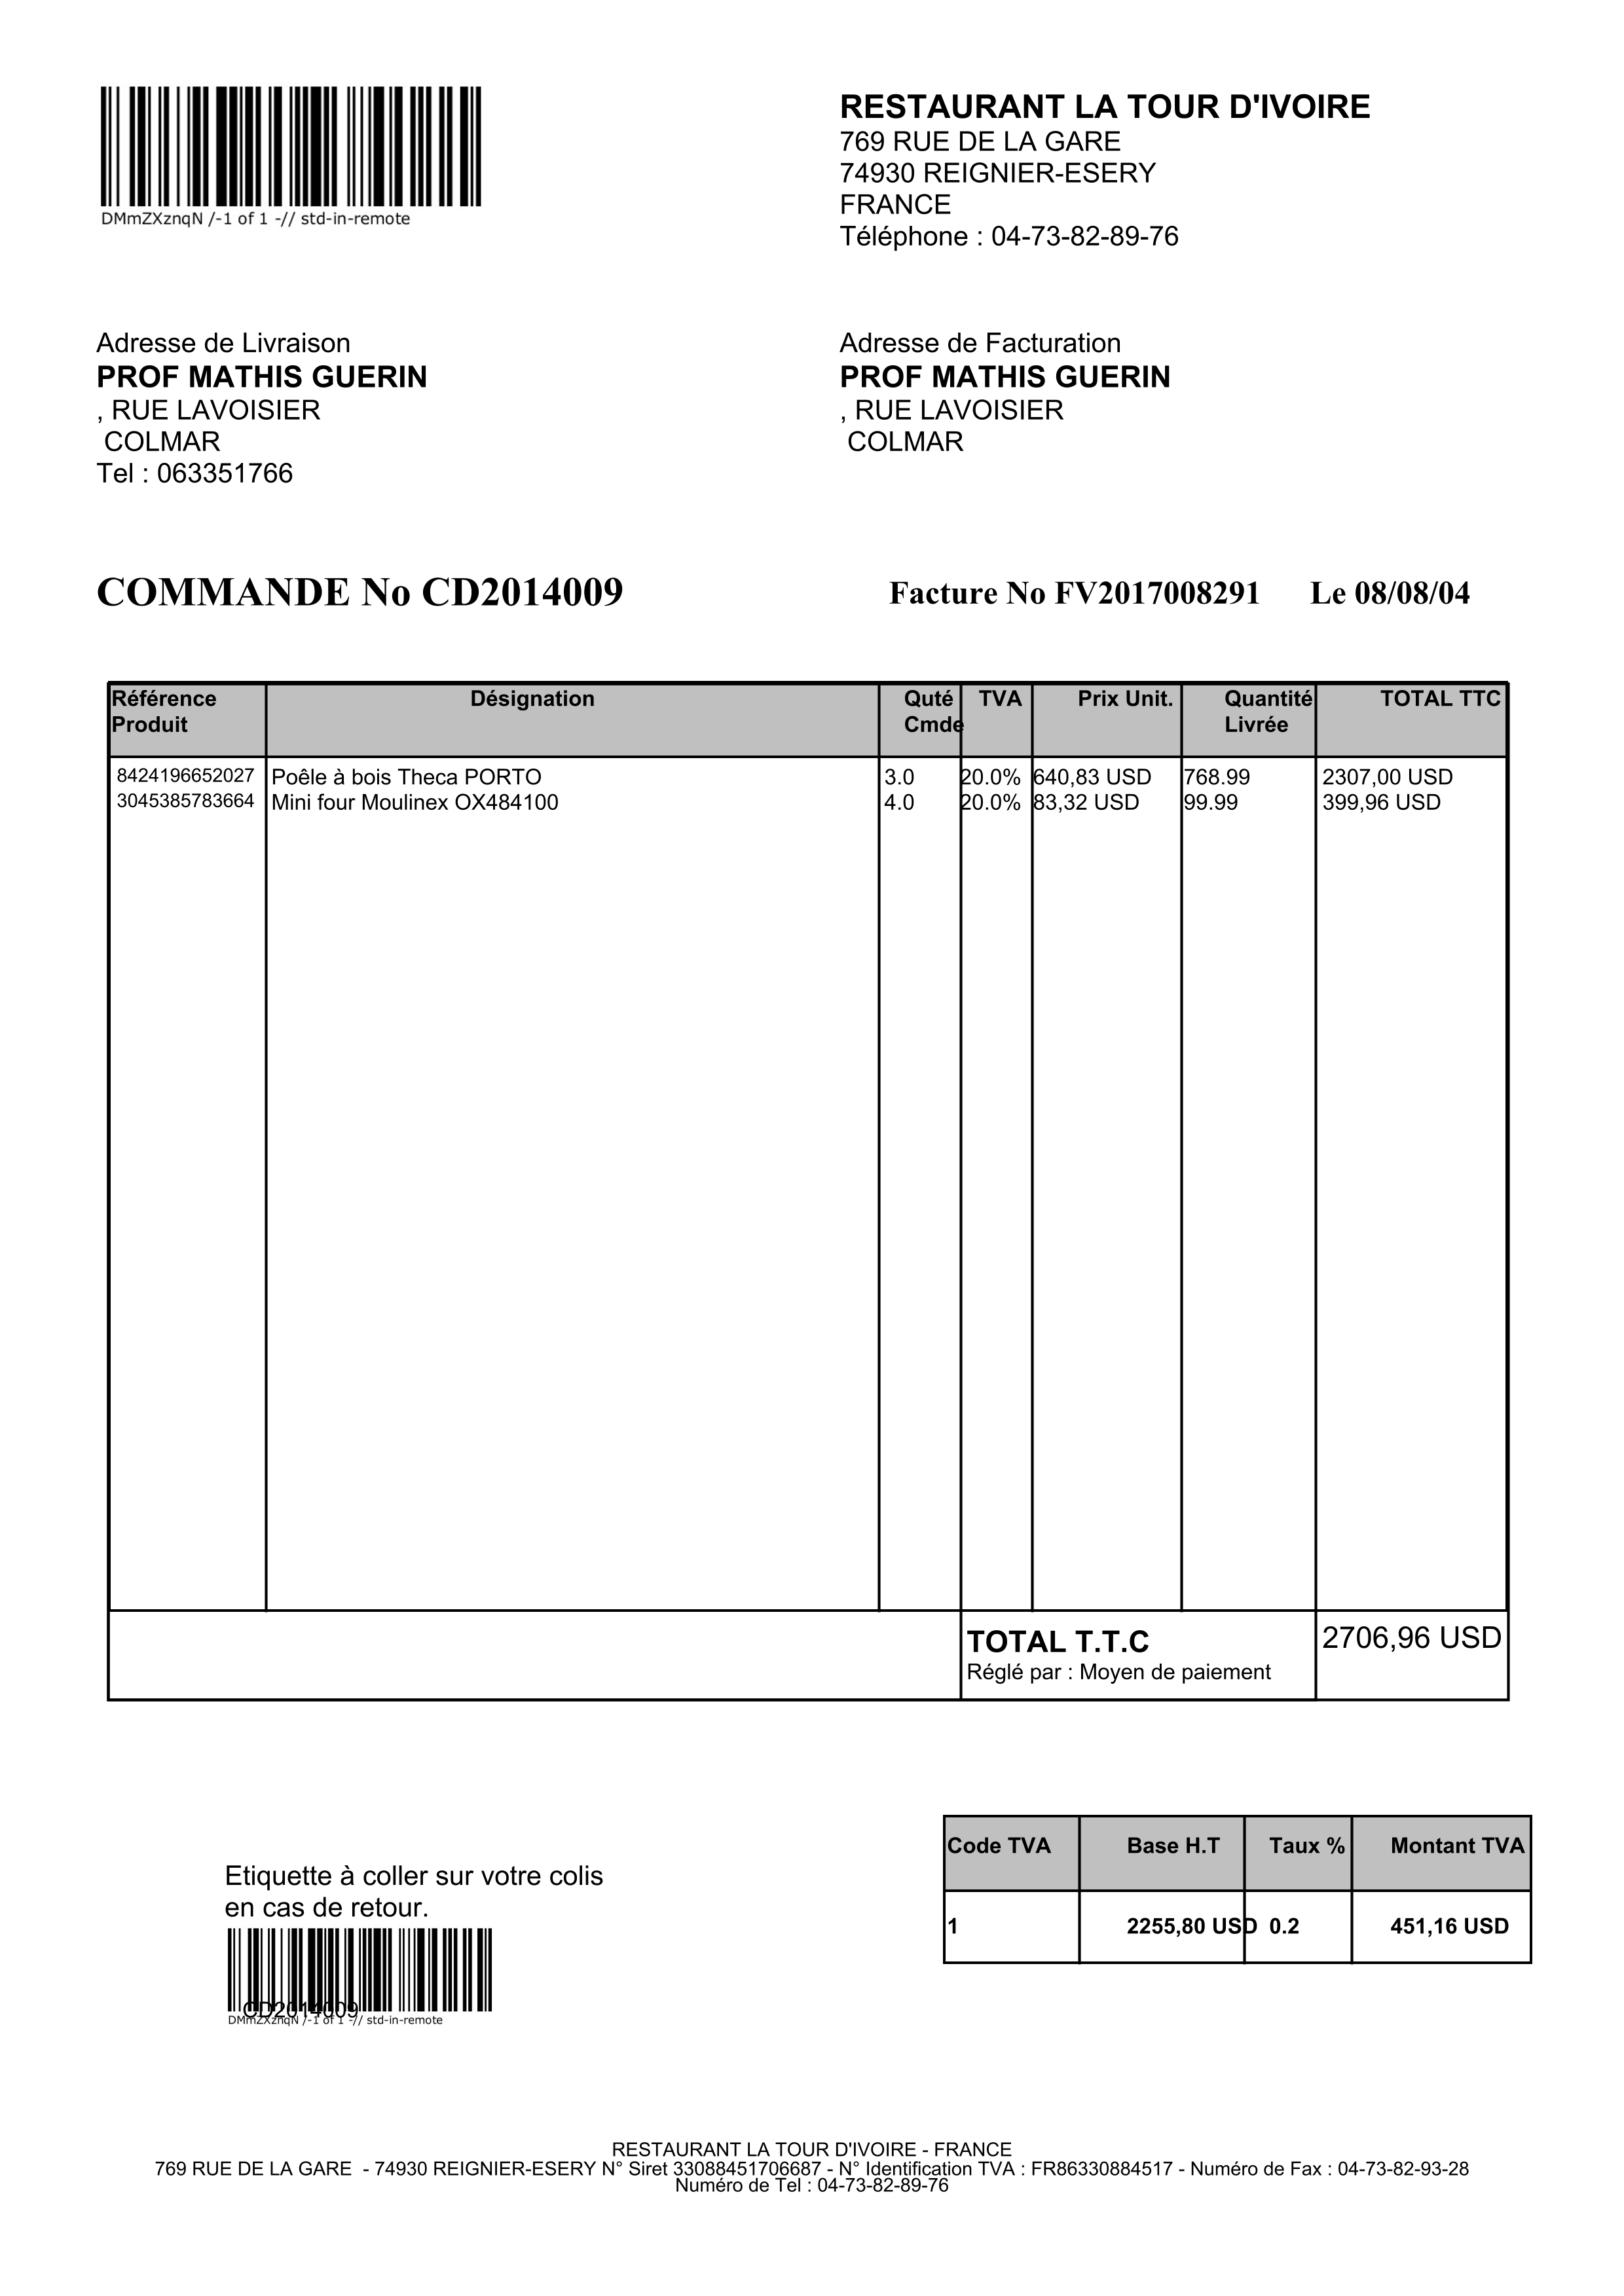 DMmZXznqN /-1 of 1 -// std-in-remote
RESTAURANT LA TOUR D'IVOIRE
769 RUE DE LA GARE
74930 REIGNIER-ESERY
FRANCE
Téléphone : 04-73-82-89-76
Adresse de Livraison
PROF MATHIS GUERIN
, RUE LAVOISIER
COLMAR
Tel : 063351766
Adresse de Facturation
PROF MATHIS GUERIN
, RUE LAVOISIER
COLMAR
COMMANDE No CD2014009 Facture No FV2017008291 Le 08/08/04
Référence Produit Désignation Quté Cmde TVA Prix Unit. Quantité Livrée TOTAL TTC
8424196652027 Poêle à bois Theca PORTO 3.0 20.0% 640,83 USD 768.99 2307,00 USD
3045385783664 Mini four Moulinex OX484100 4.0 20.0% 83,32 USD 99.99 399,96 USD
TOTAL T.T.C 2706,96 USD
Réglé par : Moyen de paiement
Code TVA Base H.T Taux % Montant TVA
1 2255,80 USD 0.2 451,16 USD
Etiquette à coller sur votre colis
en cas de retour.
CD2014009
DMmZXznqN /-1 of 1 -// std-in-remote
RESTAURANT LA TOUR D'IVOIRE - FRANCE
769 RUE DE LA GARE - 74930 REIGNIER-ESERY N° Siret 33088451706687 - N° Identification TVA : FR86330884517 - Numéro de Fax : 04-73-82-93-28
Numéro de Tel : 04-73-82-89-76